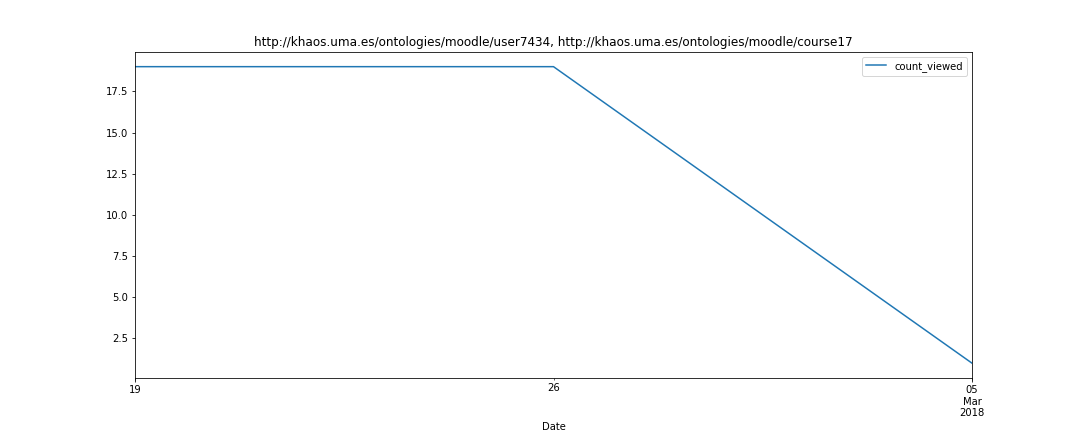 http://khaos.uma.es/ontologies/moodle/user7434, http://khaos.uma.es/ontologies/moodle/course17
count_viewed
17.5
15.0
12.5
10.0
7.5
5.0
2.5
19
26
05
Mar
2018
Date